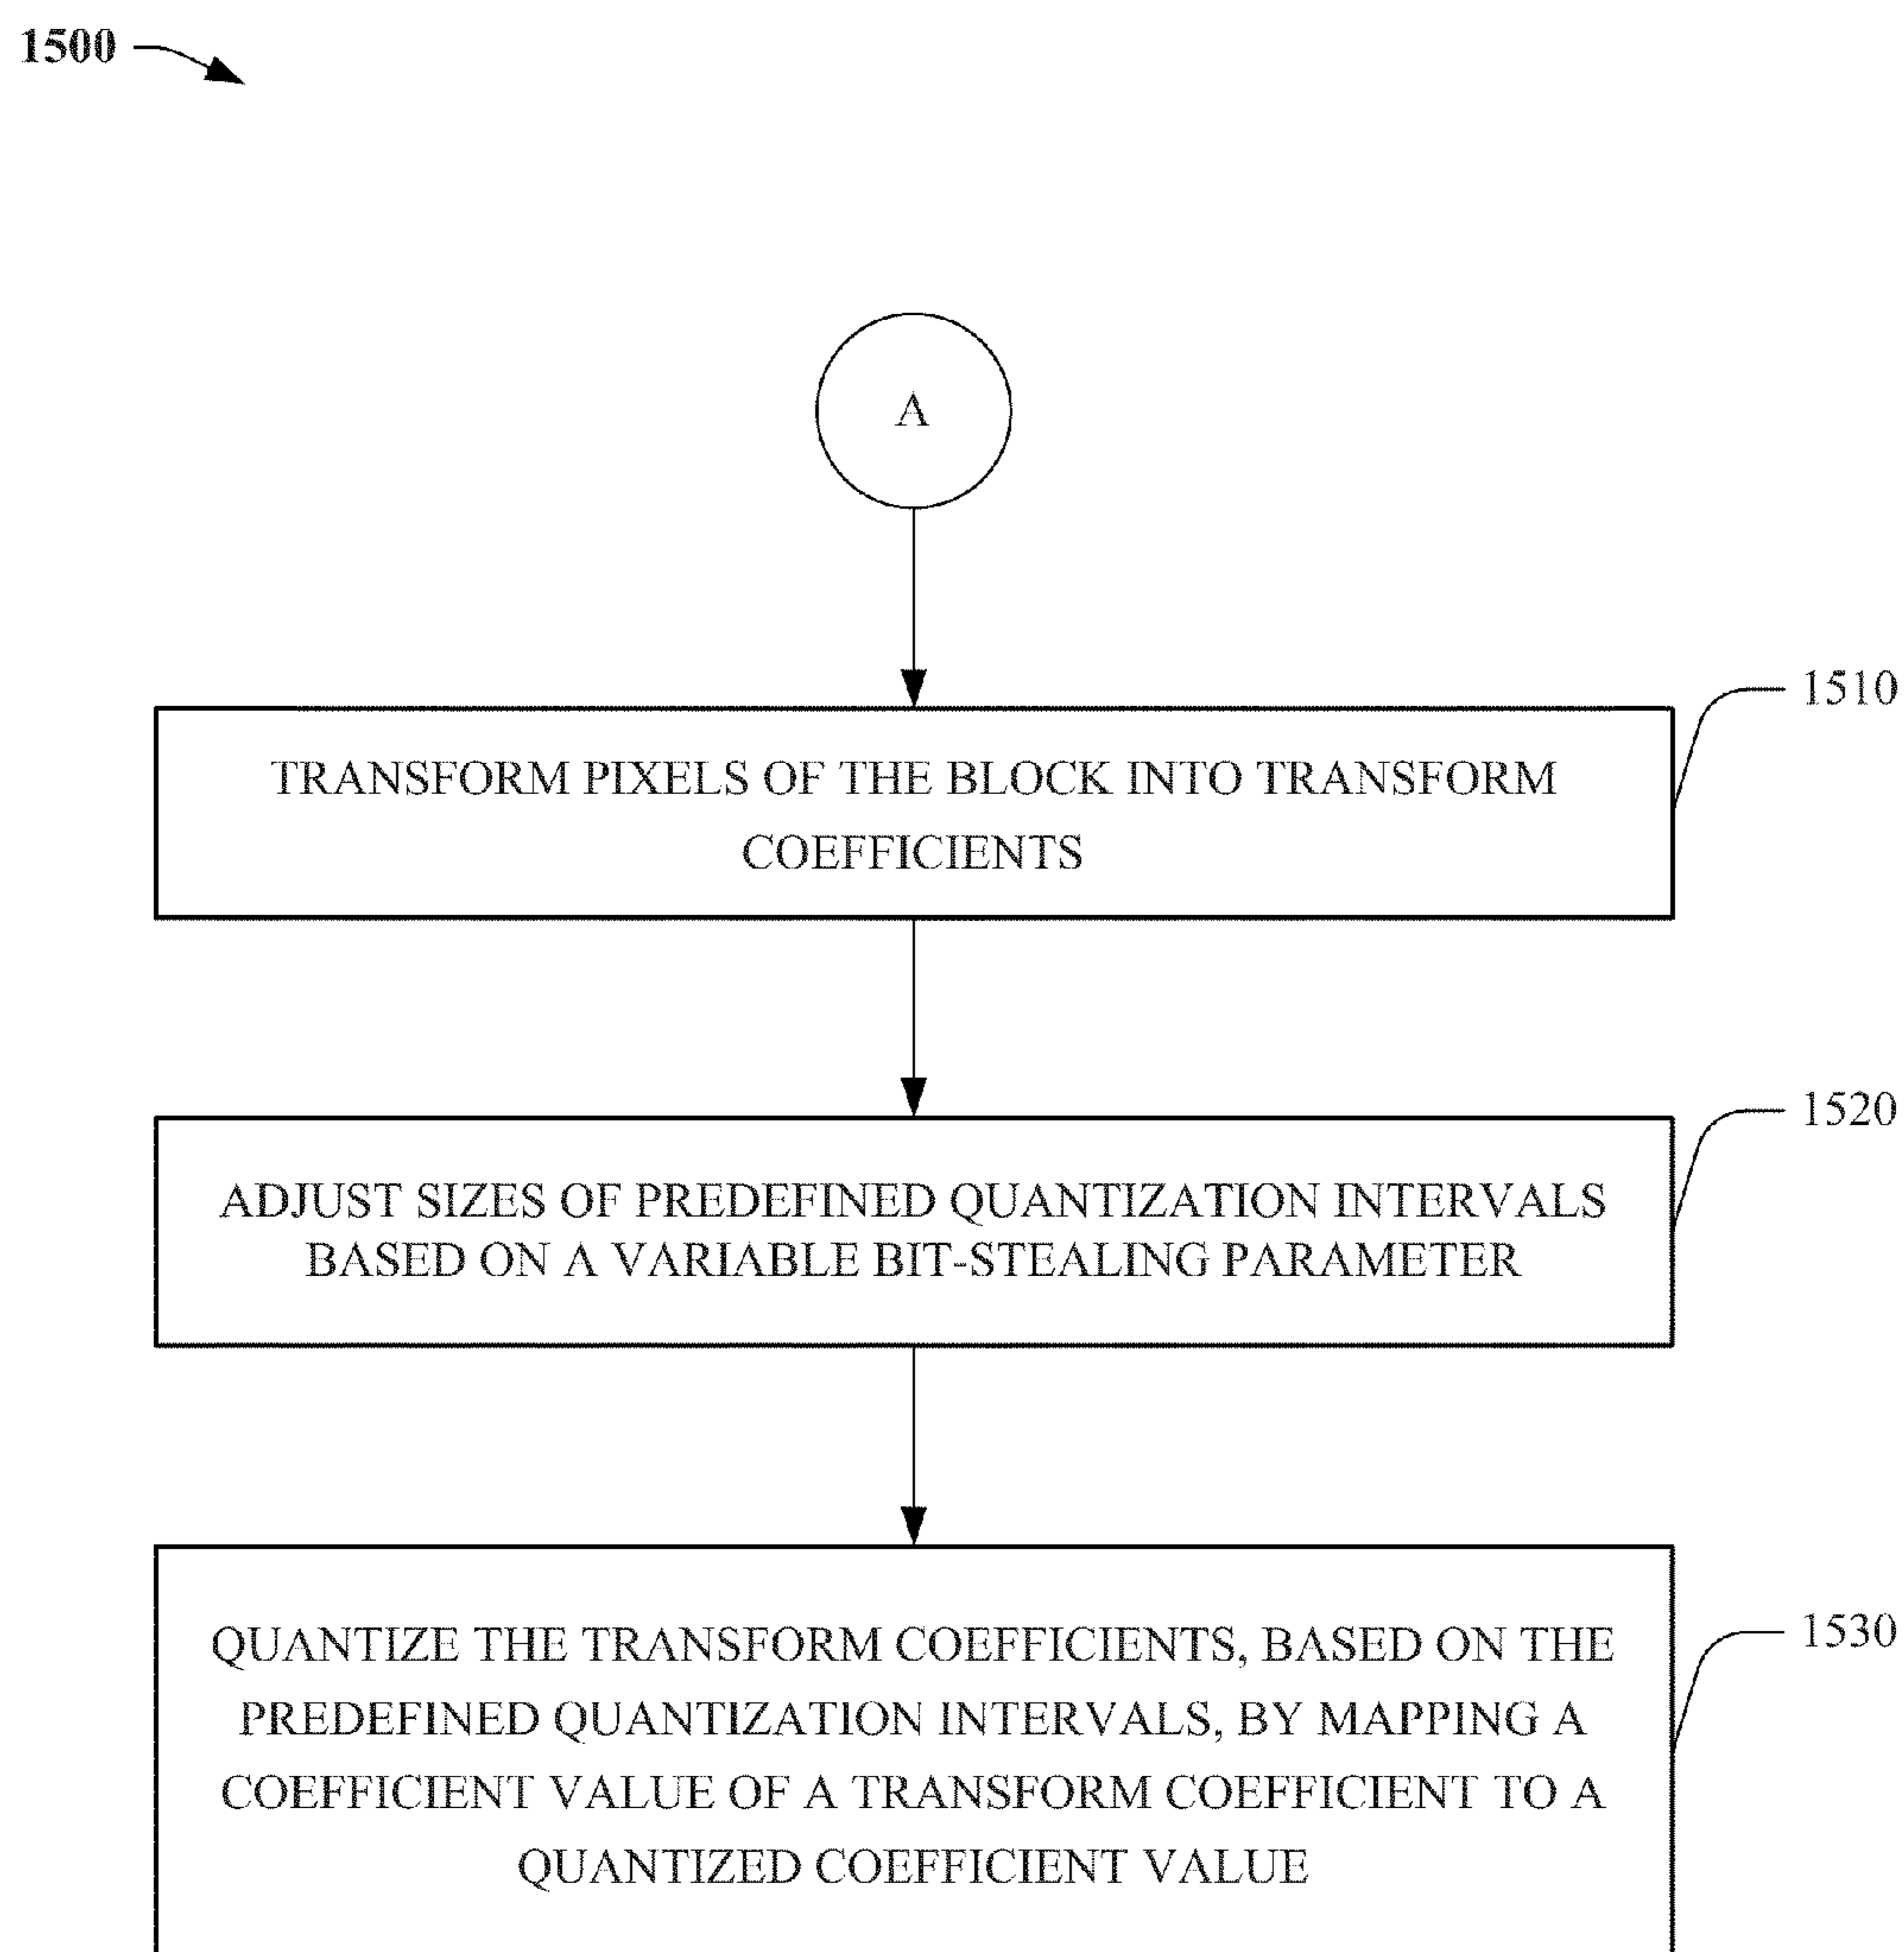 1500
A
1510
TRANSFORM PIXELS OF THE BLOCK INTO TRANSFORM
COEFFICIENTS
1520
ADJUST SIZES OF PREDEFINED QUANTIZATION INTERVALS
BASED ON A VARIABLE BIT-STEALING PARAMETER
1530
QUANTIZE THE TRANSFORM COEFFICIENTS, BASED ON THE
PREDEFINED QUANTIZATION INTERVALS, BY MAPPING A
COEFFICIENT VALUE OF A TRANSFORM COEFFICIENT TO A
QUANTIZED COEFFICIENT VALUE